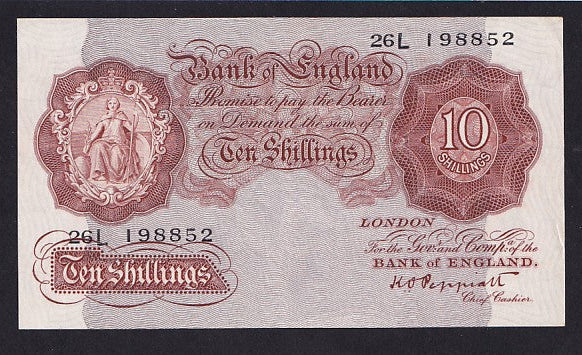 26L 198852
Bank of England
Promise to pay the Bearer
on Demand the sum of
Ten Shillings
10
SHILLINGS
LONDON
For the Govr. and Compa. of the
BANK OF ENGLAND.
26L 198852
Ten Shillings
K O Peppiatt
Chief Cashier.